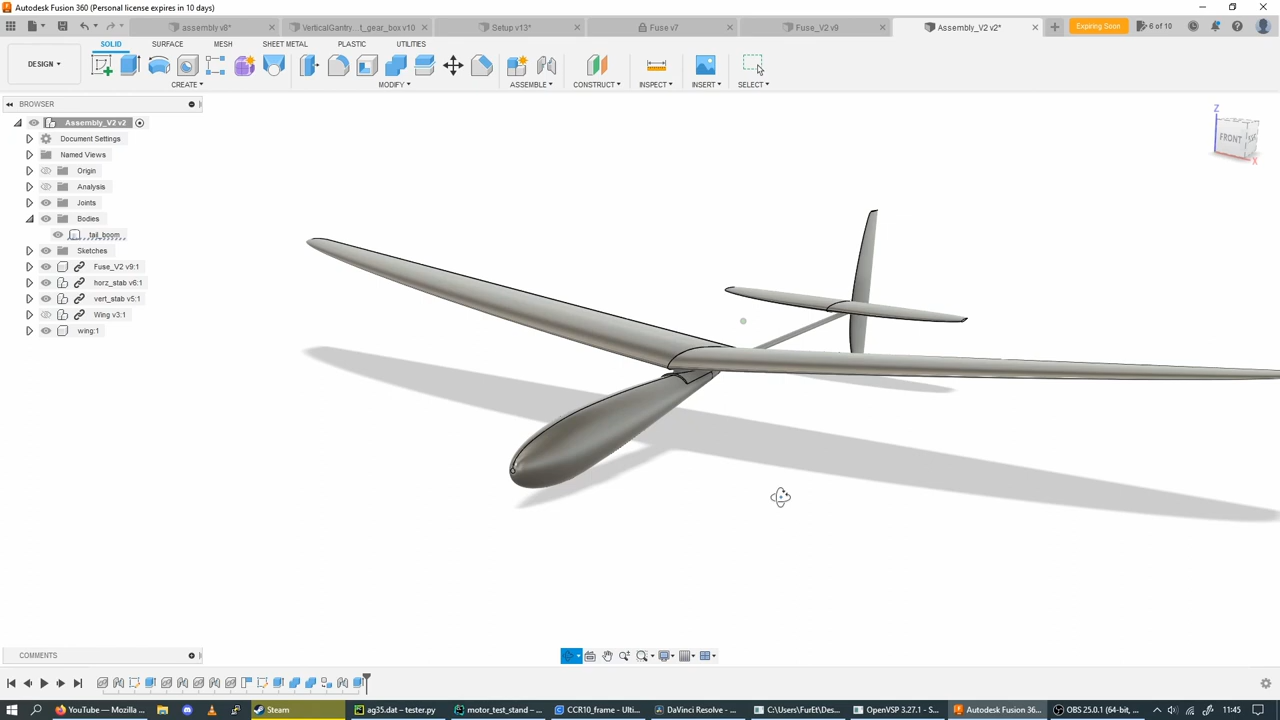 Autodesk Fusion 360 (Personal license expires in 10 days)
assembly v8*
VerticalGantry...t_gear_box v10
Setup v13*
Fuse v7
Fuse_V2 v9
Assembly_V2 v2*
Expiring Soon
6 of 10
SOLID
SURFACE
MESH
SHEET METAL
PLASTIC
UTILITIES
DESIGN
CREATE
MODIFY
ASSEMBLE
CONSTRUCT
INSPECT
INSERT
SELECT
BROWSER
Assembly_V2 v2
Document Settings
Named Views
Origin
Analysis
Joints
Bodies
tail_boom
Sketches
Fuse_V2 v9:1
horz_stab v6:1
vert_stab v5:1
Wing v3:1
wing:1
Z
FRONT
X
COMMENTS
YouTube — Mozilla ...
Steam
ag35.dat – tester.py
motor_test_stand – ...
CCR10_frame - Ulti...
DaVinci Resolve - ...
C:\Users\FurEt\Do...
OpenVSP 3.27.1 - S...
Autodesk Fusion 36...
OBS 25.0.1 (64-bit, ...
11:45